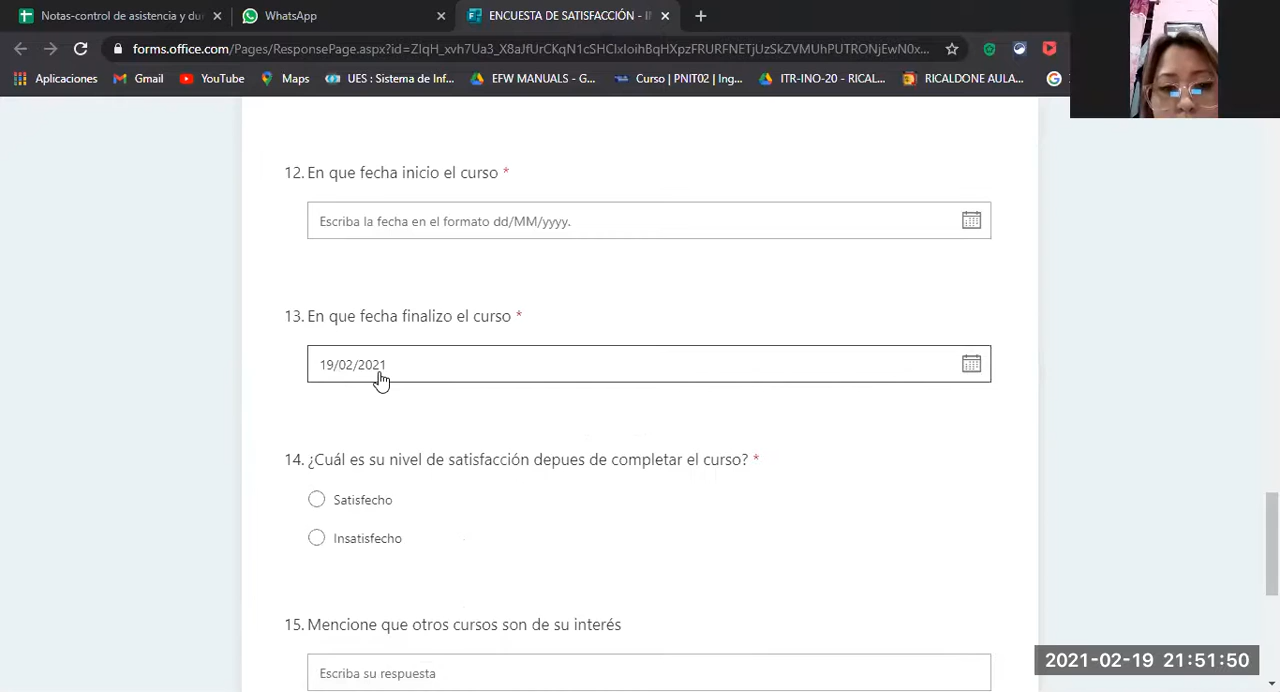 Notas-control de asistencia y du
WhatsApp
ENCUESTA DE SATISFACCIÓN - II
forms.office.com/Pages/ResponsePage.aspx?id=ZIqH_xvh7Ua3_X8aJfUrCKqN1cSHCIxIoihBqHXpzFRURFNETjUzSkZVMUhPUTRONjEwN0x...
Aplicaciones
Gmail
YouTube
Maps
UES : Sistema de Inf...
EFW MANUALS - G...
Curso | PNIT02 | Ing...
ITR-INO-20 - RICAL...
RICALDONE AULA...
12. En que fecha inicio el curso *
Escriba la fecha en el formato dd/MM/yyyy.
13. En que fecha finalizo el curso *
19/02/2021
14. ¿Cuál es su nivel de satisfacción depues de completar el curso? *
Satisfecho
Insatisfecho
15. Mencione que otros cursos son de su interés
Escriba su respuesta
2021-02-19 21:51:50